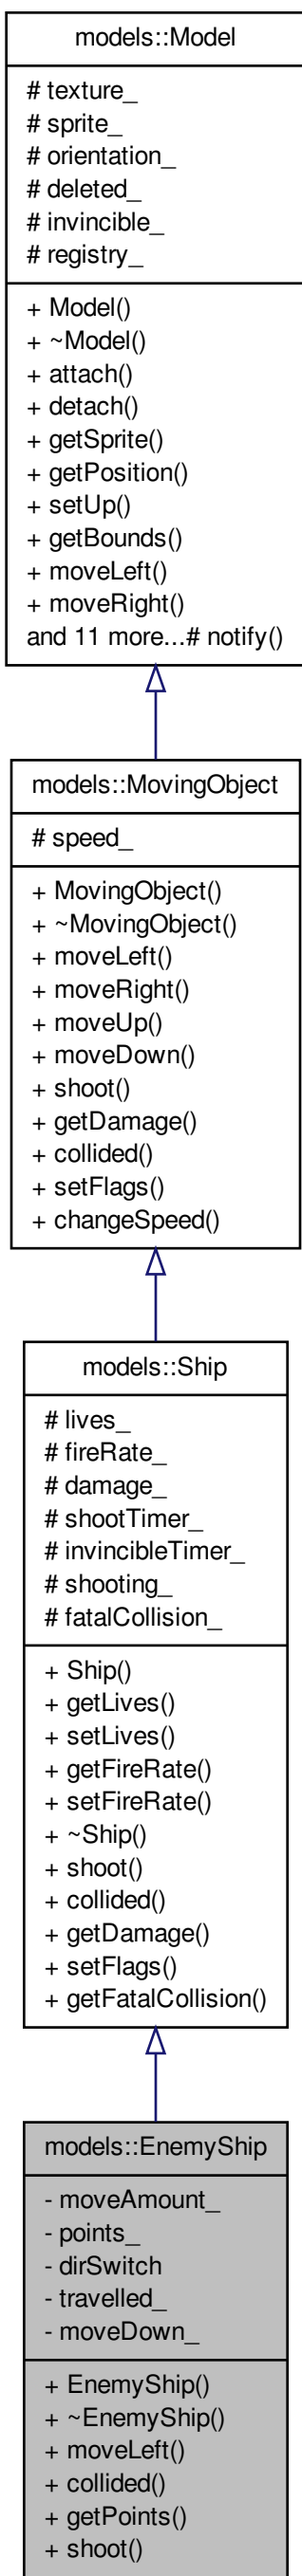 models::Model
# texture_
# sprite_
# orientation_
# deleted_
# invincible_
# registry_
+ Model()
+ ~Model()
+ attach()
+ detach()
+ getSprite()
+ getPosition()
+ setUp()
+ getBounds()
+ moveLeft()
+ moveRight()
and 11 more...# notify()
models::MovingObject
# speed_
+ MovingObject()
+ ~MovingObject()
+ moveLeft()
+ moveRight()
+ moveUp()
+ moveDown()
+ shoot()
+ getDamage()
+ collided()
+ setFlags()
+ changeSpeed()
models::Ship
# lives_
# fireRate_
# damage_
# shootTimer_
# invincibleTimer_
# shooting_
# fatalCollision_
+ Ship()
+ getLives()
+ setLives()
+ getFireRate()
+ setFireRate()
+ ~Ship()
+ shoot()
+ collided()
+ getDamage()
+ setFlags()
+ getFatalCollision()
models::EnemyShip
- moveAmount_
- points_
- dirSwitch
- travelled_
- moveDown_
+ EnemyShip()
+ ~EnemyShip()
+ moveLeft()
+ collided()
+ getPoints()
+ shoot()